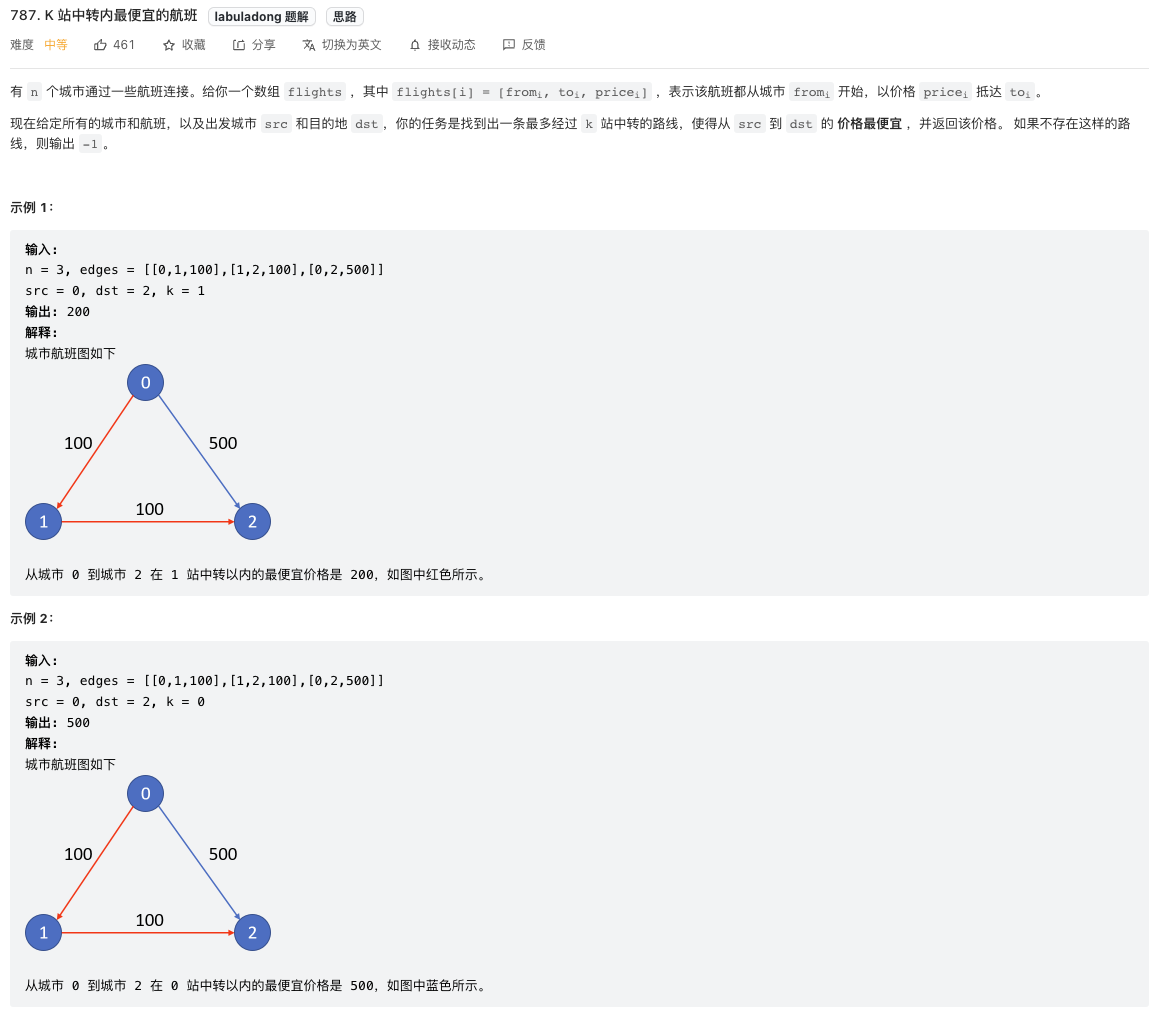 787. K 站中转内最便宜的航班 labuladong 题解 思路
难度 中等 461 收藏 分享 切换为英文 接收动态 反馈
有 n 个城市通过一些航班连接。给你一个数组 flights ，其中 flights[i] = [fromᵢ, toᵢ, priceᵢ] ，表示该航班都从城市 fromᵢ 开始，以价格 priceᵢ 抵达 toᵢ。
现在给定所有的城市和航班，以及出发城市 src 和目的地 dst，你的任务是找到出一条最多经过 k 站中转的路线，使得从 src 到 dst 的 价格最便宜 ，并返回该价格。 如果不存在这样的路
线，则输出 -1。
示例 1：
输入:
n = 3, edges = [[0,1,100],[1,2,100],[0,2,500]]
src = 0, dst = 2, k = 1
输出: 200
解释:
城市航班图如下
0
100 500
100
1 2
从城市 0 到城市 2 在 1 站中转以内的最便宜价格是 200，如图中红色所示。
示例 2：
输入:
n = 3, edges = [[0,1,100],[1,2,100],[0,2,500]]
src = 0, dst = 2, k = 0
输出: 500
解释:
城市航班图如下
0
100 500
100
1 2
从城市 0 到城市 2 在 0 站中转以内的最便宜价格是 500，如图中蓝色所示。